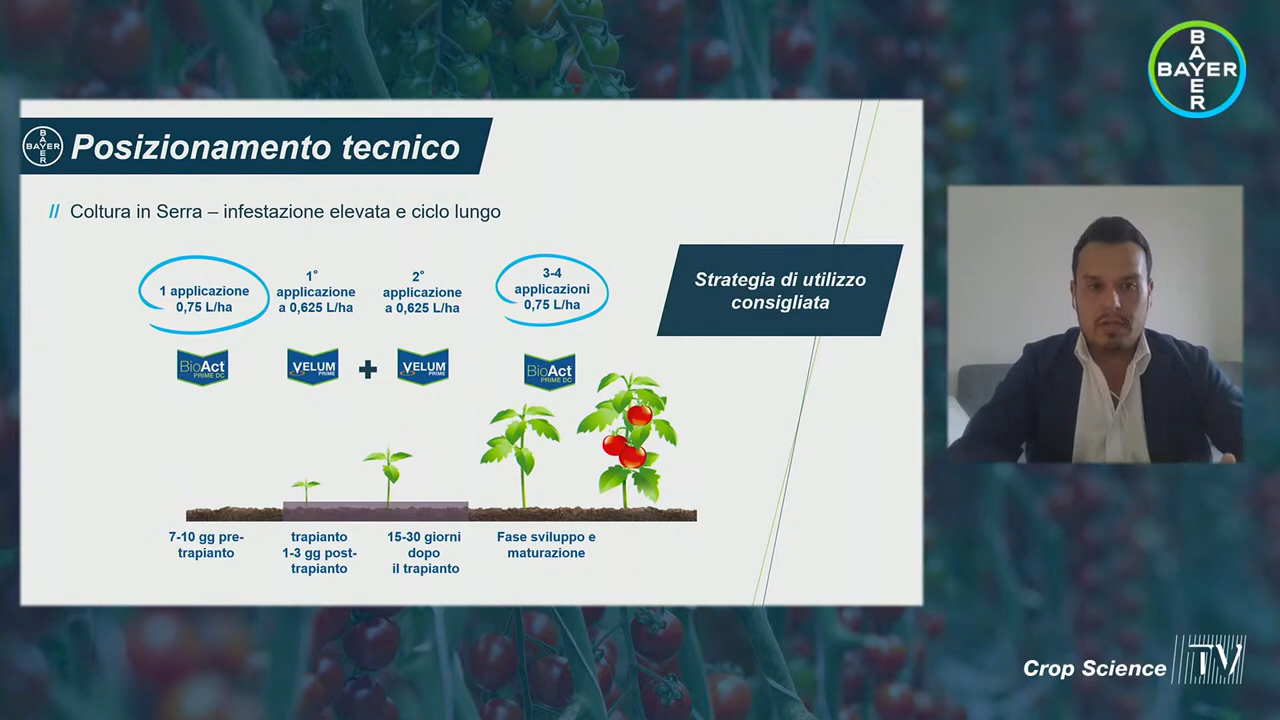 BAYER
BAYER
BAYER
BAYER
Posizionamento tecnico
// Coltura in Serra – infestazione elevata e ciclo lungo
1 applicazione
0,75 L/ha
1°
applicazione
a 0,625 L/ha
2°
applicazione
a 0,625 L/ha
3-4
applicazioni
0,75 L/ha
Strategia di utilizzo
consigliata
BioAct
PRIME DC
VELUM
PRIME
+
VELUM
PRIME
BioAct
PRIME DC
7-10 gg pre-
trapianto
trapianto
1-3 gg post-
trapianto
15-30 giorni
dopo
il trapianto
Fase sviluppo e
maturazione
Crop Science TV